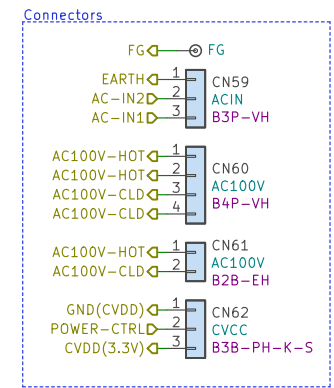 Connectors
FG FG
EARTH 1 CN59
AC-IN2 2 ACIN
AC-IN1 3 B3P-VH
AC100V-HOT 1
AC100V-HOT 2 CN60
AC100V-CLD 3 AC100V
AC100V-CLD 4 B4P-VH
AC100V-HOT 1 CN61
AC100V-CLD 2 AC100V
B2B-EH
GND(CVDD) 1 CN62
POWER-CTRL 2 CVCC
CVDD(3.3V) 3 B3B-PH-K-S